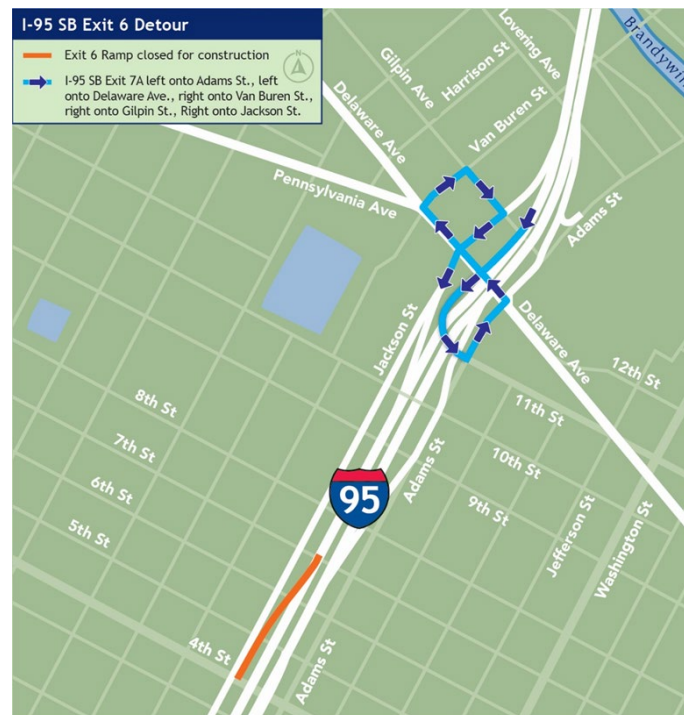 I-95 SB Exit 6 Detour
Exit 6 Ramp closed for construction
N
I-95 SB Exit 7A left onto Adams St., left
onto Delaware Ave., right onto Van Buren St.,
right onto Gilpin St., Right onto Jackson St.
Lovering Ave
Brandywin
Gilpin Ave
Harrison St
Van Buren St
Delaware Ave
Pennsylvania Ave
Adams St
Jackson St
Delaware Ave
12th St
11th St
10th St
9th St
8th St
7th St
6th St
5th St
4th St
Adams St
95
Jefferson St
Washington St
Adams St